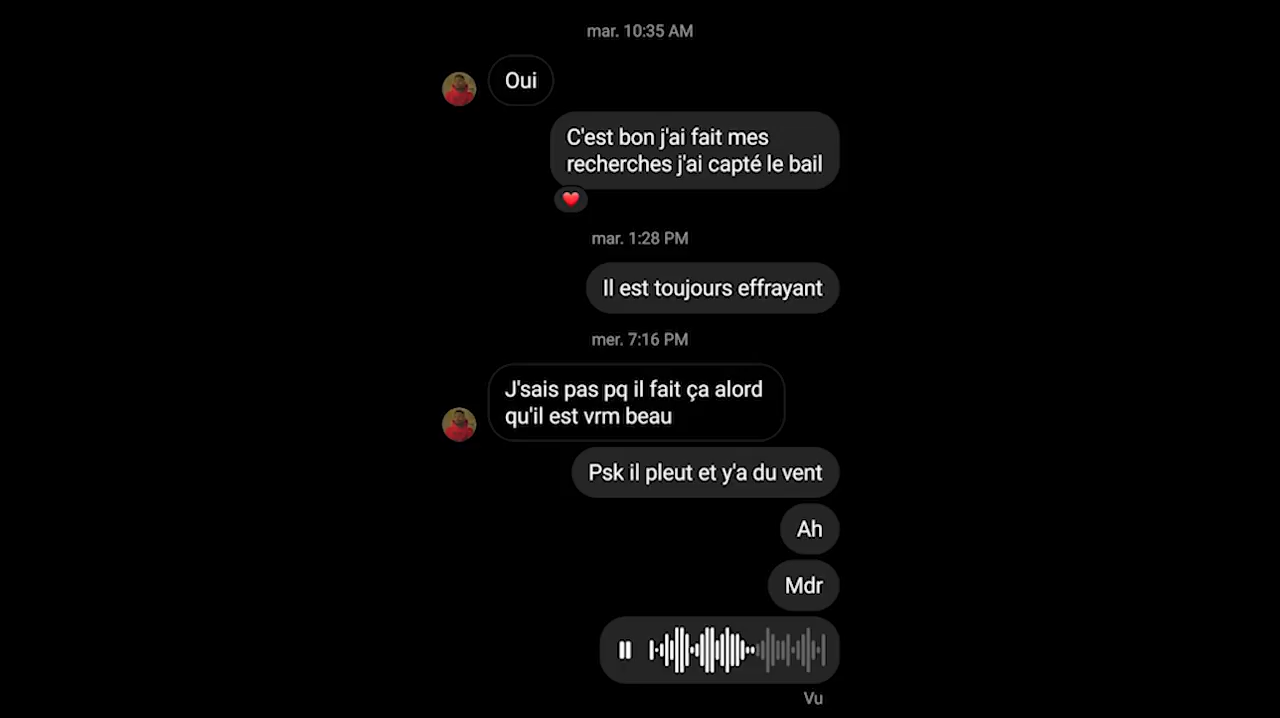 mar. 10:35 AM
Oui
C'est bon j'ai fait mes
recherches j'ai capté le bail
mar. 1:28 PM
Il est toujours effrayant
mer. 7:16 PM
J'sais pas pq il fait ça alord
qu'il est vrm beau
Psk il pleut et y'a du vent
Ah
Mdr
Vu